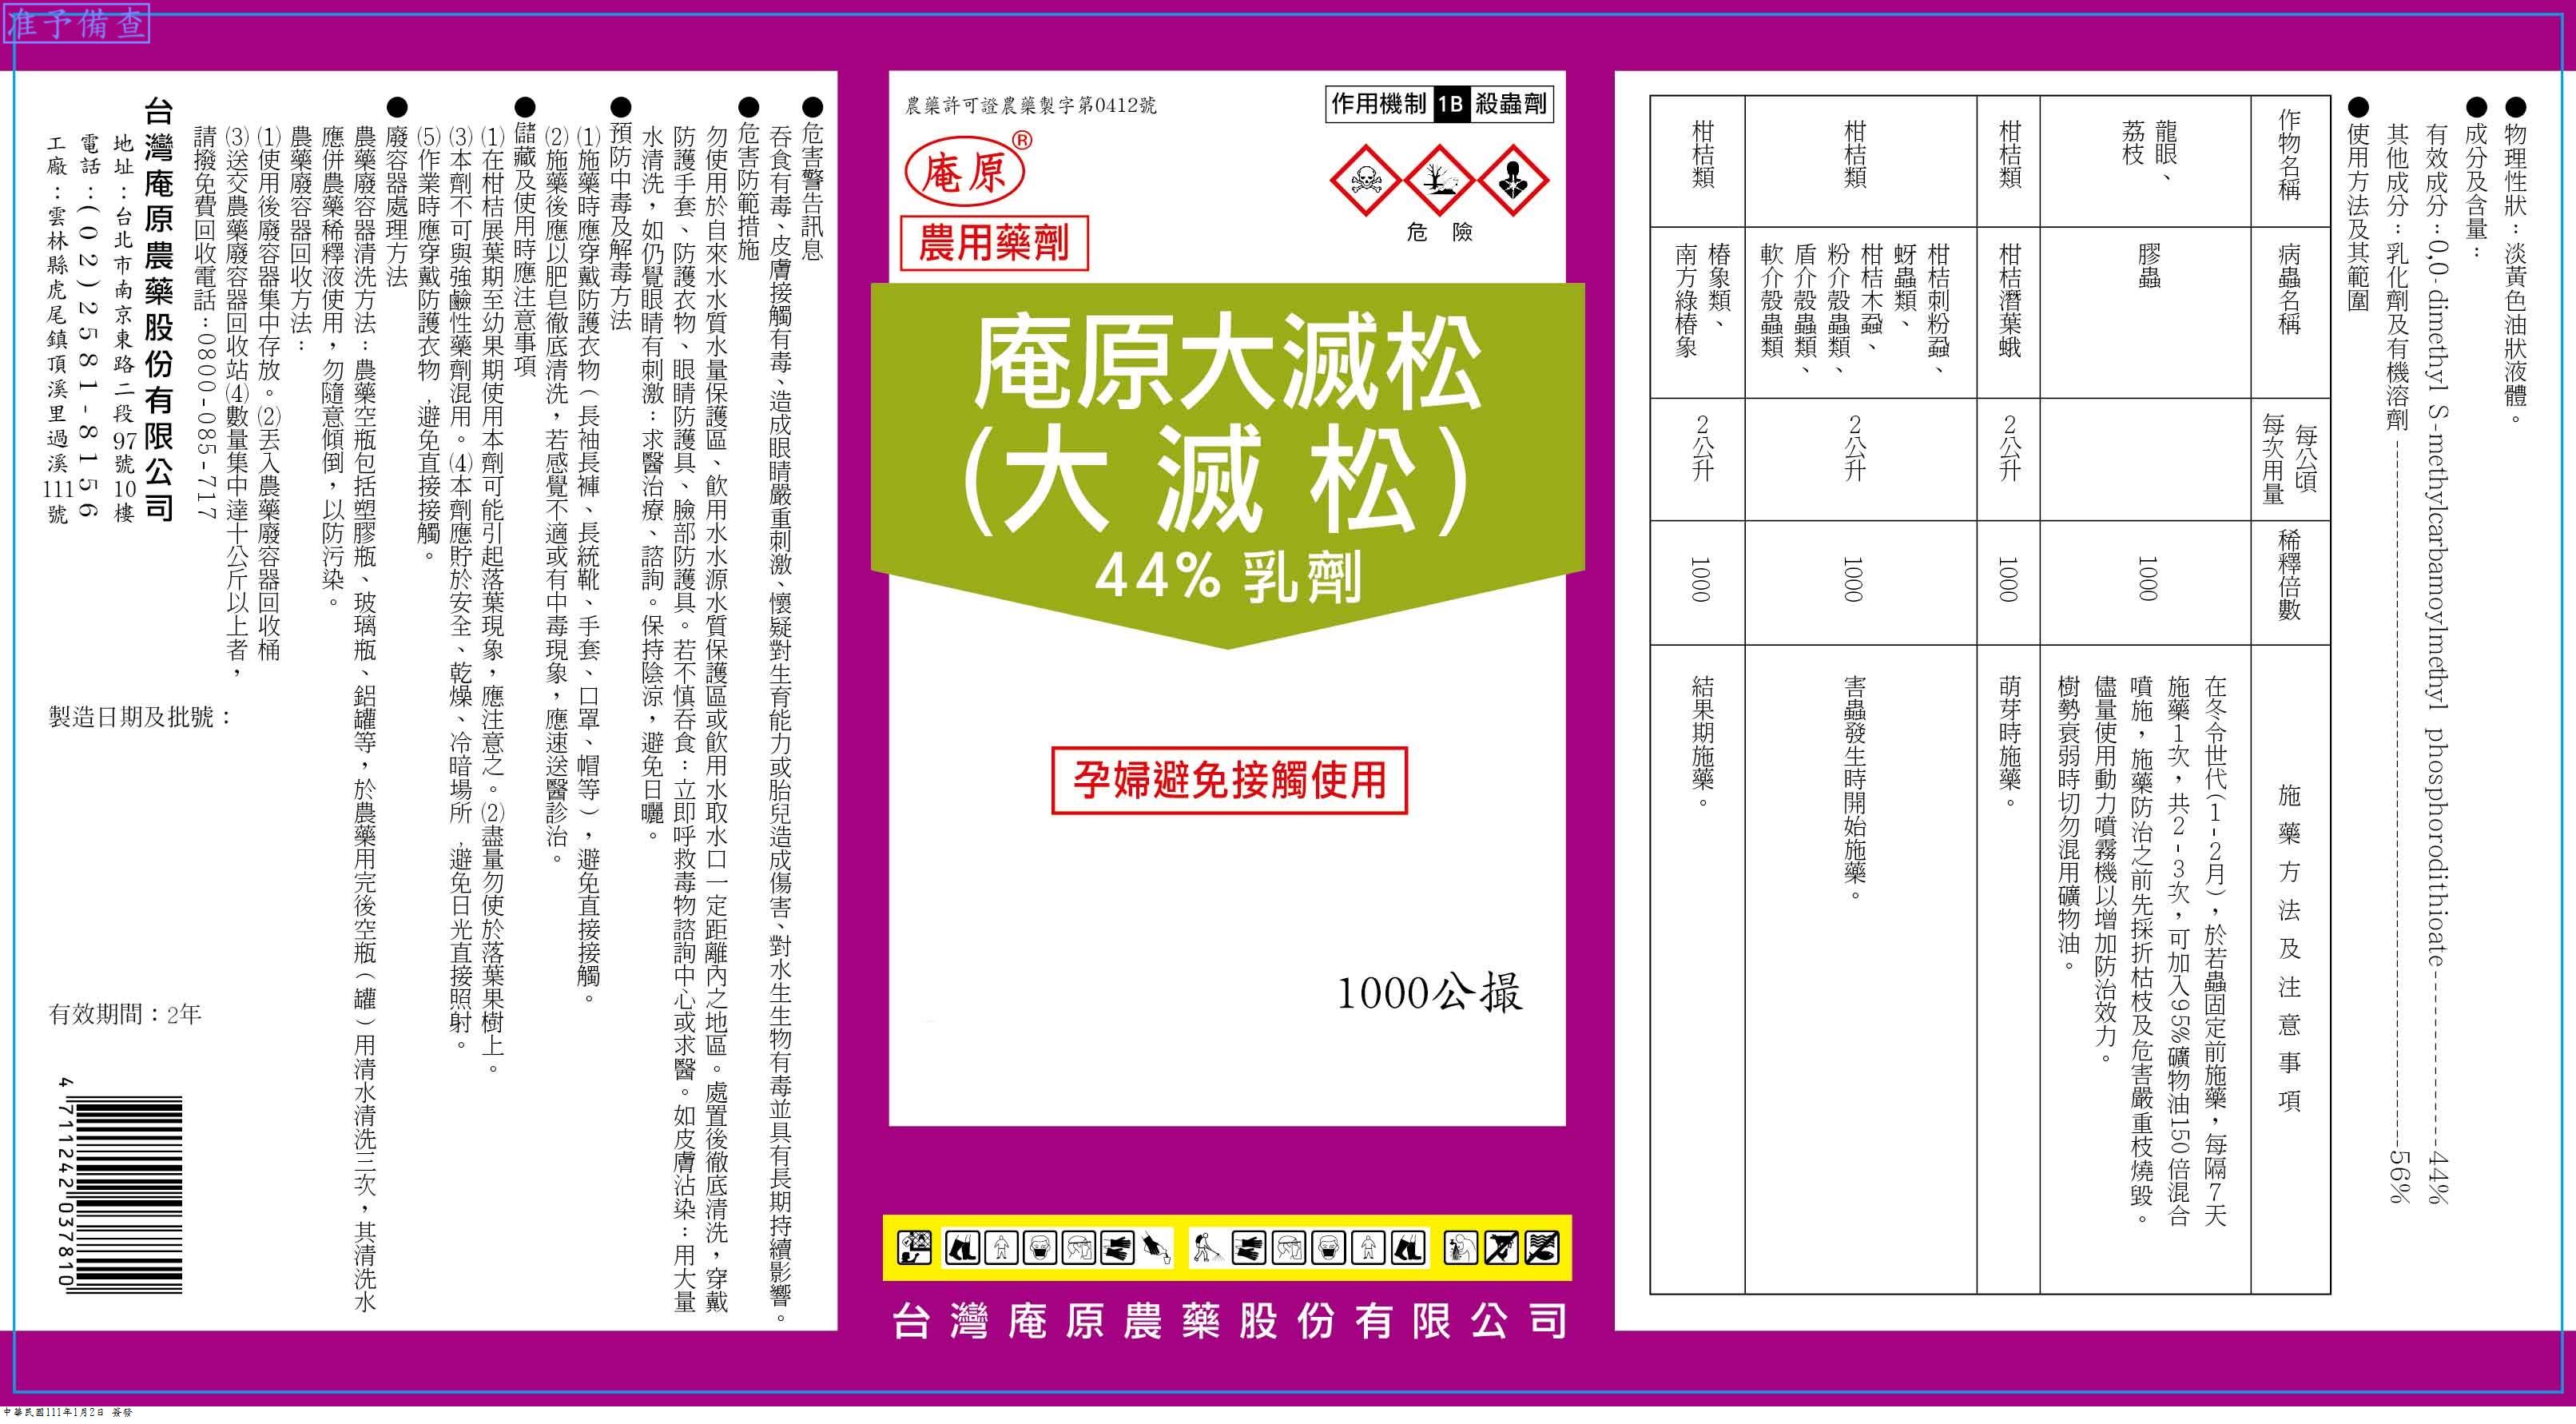 准予備查
農藥許可證農藥製字第0412號
作用機制 1B 殺蟲劑
庵原®
農用藥劑
危 險
庵原大滅松
(大滅松)
44% 乳劑
孕婦避免接觸使用
1000公撮
台灣庵原農藥股份有限公司
●物理性狀：淡黃色油狀液體。
●成分及含量：
有效成分：0,0-dimethyl S-methylcarbamoylmethyl phosphorodithioate------------44%
其他成分：乳化劑及有機溶劑------------56%
●使用方法及其範圍
作物名稱 病蟲名稱 每公頃每次用量 稀釋倍數 施藥方法及注意事項
龍眼、
荔枝
膠蟲
1000
在冬令世代(1-2月)，於若蟲固定前施藥，每隔7天
施藥1次，共2-3次，可加入95%礦物油150倍混合
噴施，施藥防治之前先採折枯枝及危害嚴重枝燒毀。
儘量使用動力噴霧機以增加防治效力。
樹勢衰弱時切勿混用礦物油。
柑桔類 柑桔潛葉蛾 2公升 1000 萌芽時施藥。
柑桔類
柑桔刺粉蝨、
蚜蟲類、
柑桔木蝨、
粉介殼蟲類、
盾介殼蟲類、
軟介殼蟲類
2公升 1000 害蟲發生時開始施藥。
柑桔類
椿象類、
南方綠椿象
2公升 1000 結果期施藥。
●危害警告訊息
吞食有毒、皮膚接觸有毒、造成眼睛嚴重刺激、懷疑對生育能力或胎兒造成傷害、對水生生物有毒並具有長期持續影響。
●危害防範措施
勿使用於自來水水質水量保護區、飲用水水源水質保護區或飲用水取水口一定距離內之地區。處置後徹底清洗，穿戴
防護手套、防護衣物、眼睛防護具、臉部防護具。若不慎吞食：立即呼救毒物諮詢中心或求醫。如皮膚沾染：用大量
水清洗，如仍覺眼睛有刺激：求醫治療、諮詢。保持陰涼，避免日曬。
●預防中毒及解毒方法
(1)施藥時應穿戴防護衣物（長袖長褲、長統靴、手套、口罩、帽等），避免直接接觸。
(2)施藥後應以肥皂徹底清洗，若感覺不適或有中毒現象，應速送醫診治。
●儲藏及使用時應注意事項
(1)在柑桔展葉期至幼果期使用本劑可能引起落葉現象，應注意之。(2)盡量勿使於落葉果樹上。
(3)本劑不可與強鹼性藥劑混用。(4)本劑應貯於安全、乾燥、冷暗場所,避免日光直接照射。
(5)作業時應穿戴防護衣物,避免直接接觸。
●廢容器處理方法
農藥廢容器清洗方法：農藥空瓶包括塑膠瓶、玻璃瓶、鋁罐等，於農藥用完後空瓶（罐）用清水清洗三次，其清洗水
應併農藥稀釋液使用，勿隨意傾倒，以防污染。
農藥廢容器回收方法：
(1)使用後廢容器集中存放。(2)丟入農藥廢容器回收桶
(3)送交農藥廢容器回收站(4)數量集中達十公斤以上者，
請撥免費回收電話：0800-085-717
台灣庵原農藥股份有限公司
地址：台北市南京東路二段97號10樓
電話：(02)2581-8156
工廠：雲林縣虎尾鎮頂溪里過溪111號
製造日期及批號：
有效期間：2年
4 711242 037810
中華民國111年1月2日 簽發